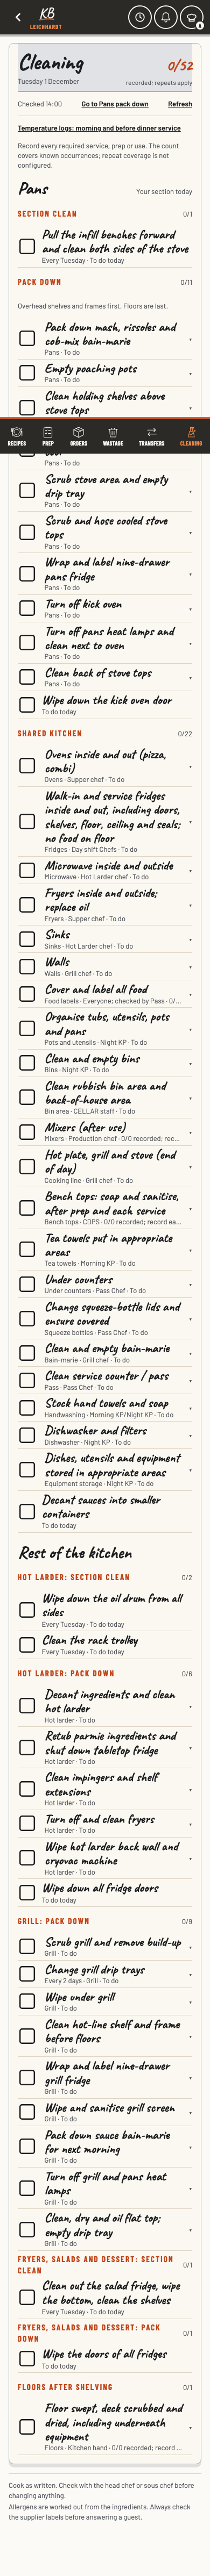 KB
LEICHHARDT
Cleaning
0/52
Tuesday 1 December
recorded; repeats apply
Checked 14:00
Go to Pans pack down
Refresh
Temperature logs: morning and before dinner service
Record every required service, prep or use. The count
covers known occurrences; repeat coverage is not
configured.
Pans
Your section today
SECTION CLEAN
0/1
Pull the infill benches forward
and clean both sides of the stove
Every Tuesday · To do today
PACK DOWN
0/11
Overhead shelves and frames first. Floors are last.
Pack down mash, rissoles and
cob-mix bain-marie
Pans · To do
Empty poaching pots
Pans · To do
Clean holding shelves above
stove tops
RECIPES
PREP
ORDERS
WASTAGE
TRANSFERS
CLEANING
Pans · To do
Scrub stove area and empty
drip tray
Pans · To do
Scrub and hose cooled stove
tops
Pans · To do
Wrap and label nine-drawer
pans fridge
Pans · To do
Turn off kick oven
Pans · To do
Turn off pans heat lamps and
clean next to oven
Pans · To do
Clean back of stove tops
Pans · To do
Wipe down the kick oven door
To do today
SHARED KITCHEN
0/22
Ovens inside and out (pizza,
combi)
Ovens · Supper chef · To do
Walk-in and service fridges
inside and out, including doors,
shelves, floor, ceiling and seals;
no food on floor
Fridges · Day shift Chefs · To do
Microwave inside and outside
Microwave · Hot Larder chef · To do
Fryers inside and outside;
replace oil
Fryers · Supper chef · To do
Sinks
Sinks · Hot Larder chef · To do
Walls
Walls · Grill chef · To do
Cover and label all food
Food labels · Everyone; checked by Pass · 0/...
Organise tubs, utensils, pots
and pans
Pots and utensils · Night KP · To do
Clean and empty bins
Bins · Night KP · To do
Clean rubbish bin area and
back-of-house area
Bin area · CELLAR staff · To do
Mixers (after use)
Mixers · Production chef · 0/0 recorded; rec...
Hot plate, grill and stove (end
of day)
Cooking line · Grill chef · To do
Bench tops: soap and sanitise,
after prep and each service
Bench tops · CDPS · 0/0 recorded; record ea...
Tea towels put in appropriate
areas
Tea towels · Morning KP · To do
Under counters
Under counters · Pass Chef · To do
Change squeeze-bottle lids and
ensure covered
Squeeze bottles · Pass Chef · To do
Clean and empty bain-marie
Bain-marie · Grill chef · To do
Clean service counter / pass
Pass · Pass Chef · To do
Stock hand towels and soap
Handwashing · Morning KP/Night KP · To do
Dishwasher and filters
Dishwasher · Night KP · To do
Dishes, utensils and equipment
stored in appropriate areas
Equipment storage · Night KP · To do
Decant sauces into smaller
containers
To do today
Rest of the kitchen
HOT LARDER: SECTION CLEAN
0/2
Wipe down the oil drum from all
sides
Every Tuesday · To do today
Clean the rack trolley
Every Tuesday · To do today
HOT LARDER: PACK DOWN
0/6
Decant ingredients and clean
hot larder
Hot larder · To do
Retub parmie ingredients and
shut down tabletop fridge
Hot larder · To do
Clean impingers and shelf
extensions
Hot larder · To do
Turn off and clean fryers
Hot larder · To do
Wipe hot larder back wall and
cryovac machine
Hot larder · To do
Wipe down all fridge doors
To do today
GRILL: PACK DOWN
0/9
Scrub grill and remove build-up
Grill · To do
Change grill drip trays
Every 2 days · Grill · To do
Wipe under grill
Grill · To do
Clean hot-line shelf and frame
before floors
Grill · To do
Wrap and label nine-drawer
grill fridge
Grill · To do
Wipe and sanitise grill screen
Grill · To do
Pack down sauce bain-marie
for next morning
Grill · To do
Turn off grill and pans heat
lamps
Grill · To do
Clean, dry and oil flat top;
empty drip tray
Grill · To do
FRYERS, SALADS AND DESSERT: SECTION
CLEAN
0/1
Clean out the salad fridge, wipe
the bottom, clean the shelves
Every Tuesday · To do today
FRYERS, SALADS AND DESSERT: PACK
DOWN
0/1
Wipe the doors of all fridges
To do today
FLOORS AFTER SHELVING
0/1
Floor swept, deck scrubbed and
dried, including underneath
equipment
Floors · Kitchen hand · 0/0 recorded; record ...
Cook as written. Check with the head chef or sous chef before
changing anything.
Allergens are worked out from the ingredients. Always check
the supplier labels before answering a guest.